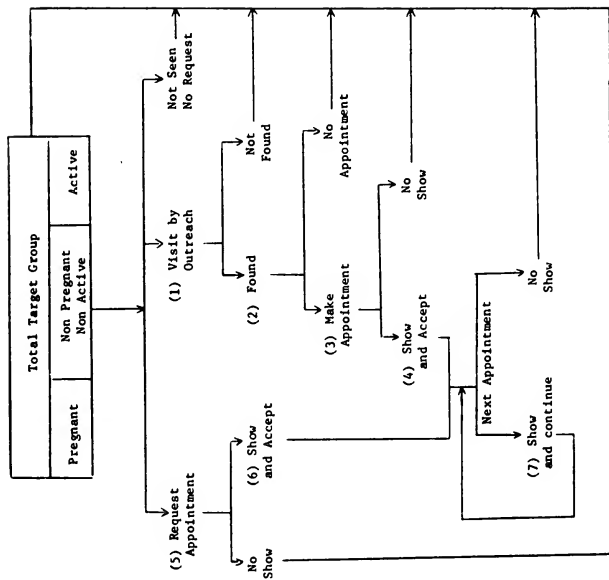 Total Target Group
Pregnant
Non Pregnant
Non Active
Active
(5) Request
Appointment
(1) Visit by
Outreach
Not Seen
No Request
No
Show
(6) Show
and Accept
(2) Found
Not
Found
(3) Make
Appointment
No
Appointment
(4) Show
and Accept
No
Show
Next Appointment
(7) Show
and continue
No
Show